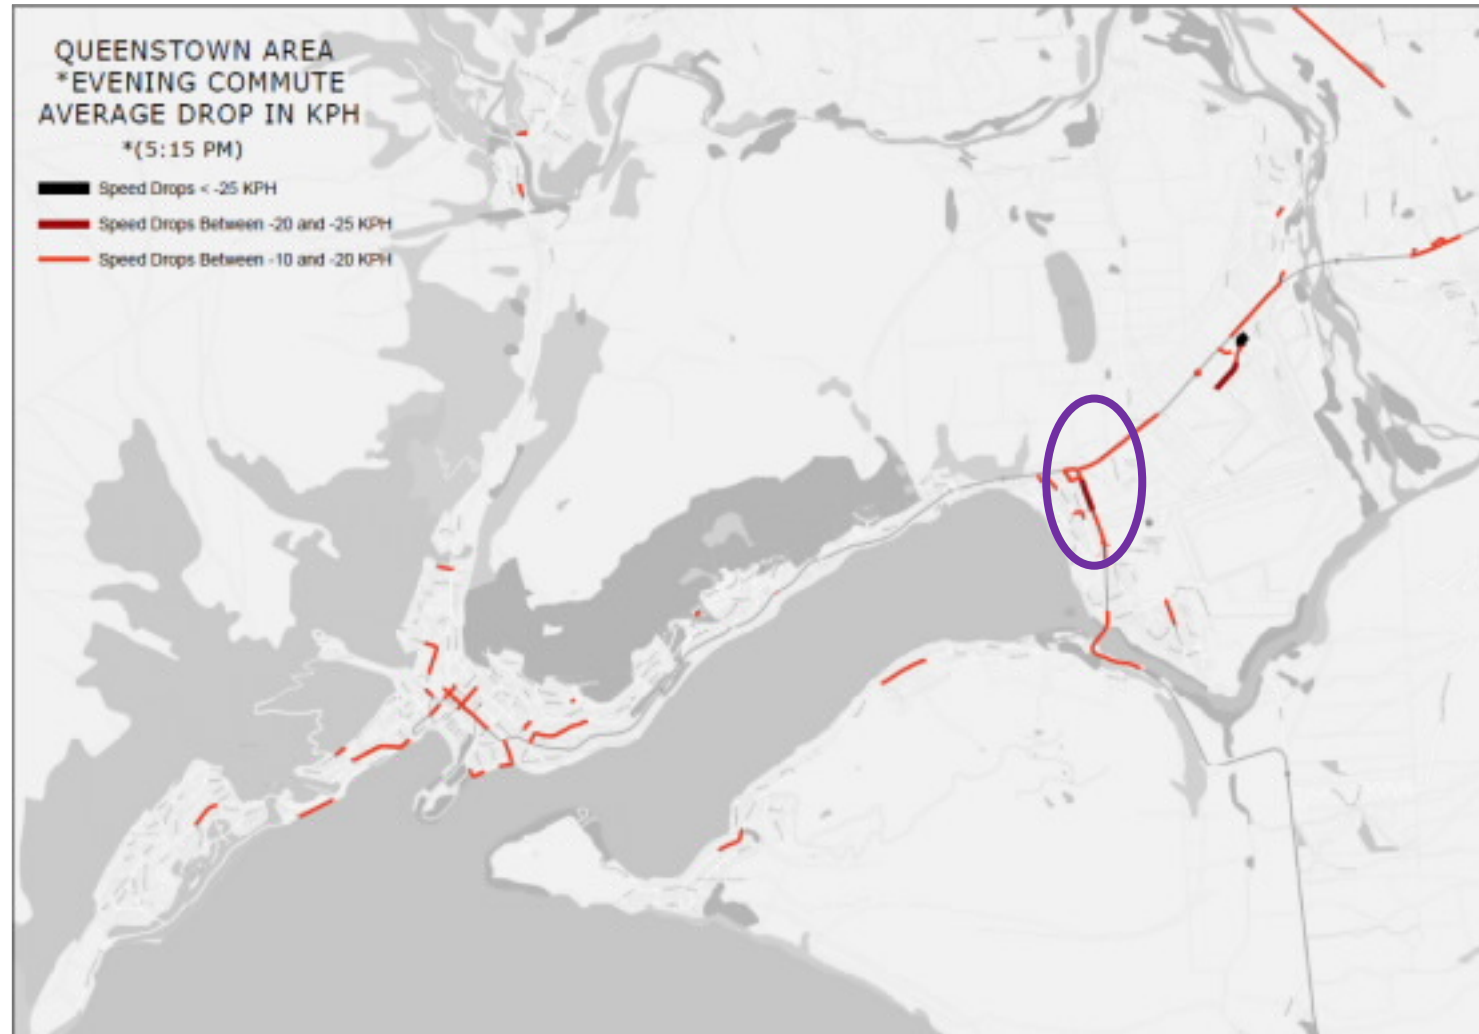 QUEENSTOWN AREA
*EVENING COMMUTE
AVERAGE DROP IN KPH
*(5:15 PM)
Speed Drops < -25 KPH
Speed Drops Between -20 and -25 KPH
Speed Drops Between -10 and -20 KPH